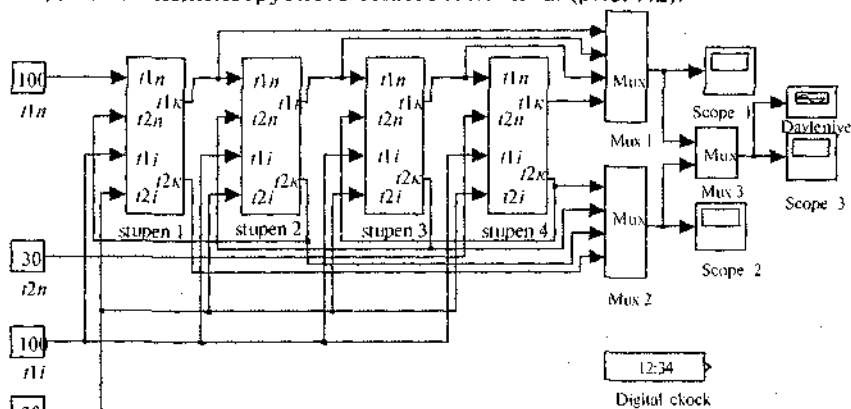 100
t1n
30
t2n
100
t1i
t1n
t1к
t2n
t1i
t2к
t2i
stupen 1
t1n
t1к
t2n
t1i
t2к
t2i
stupen 2
t1n
t1к
t2n
t1i
t2к
t2i
stupen 3
t1n
t1к
t2n
t1i
t2к
t2i
stupen 4
Mux
Mux 1
Mux
Mux 2
Scope 1
Mux
Mux 3
Scope 2
Davleniye
Scope 3
12:34
Digital ckock